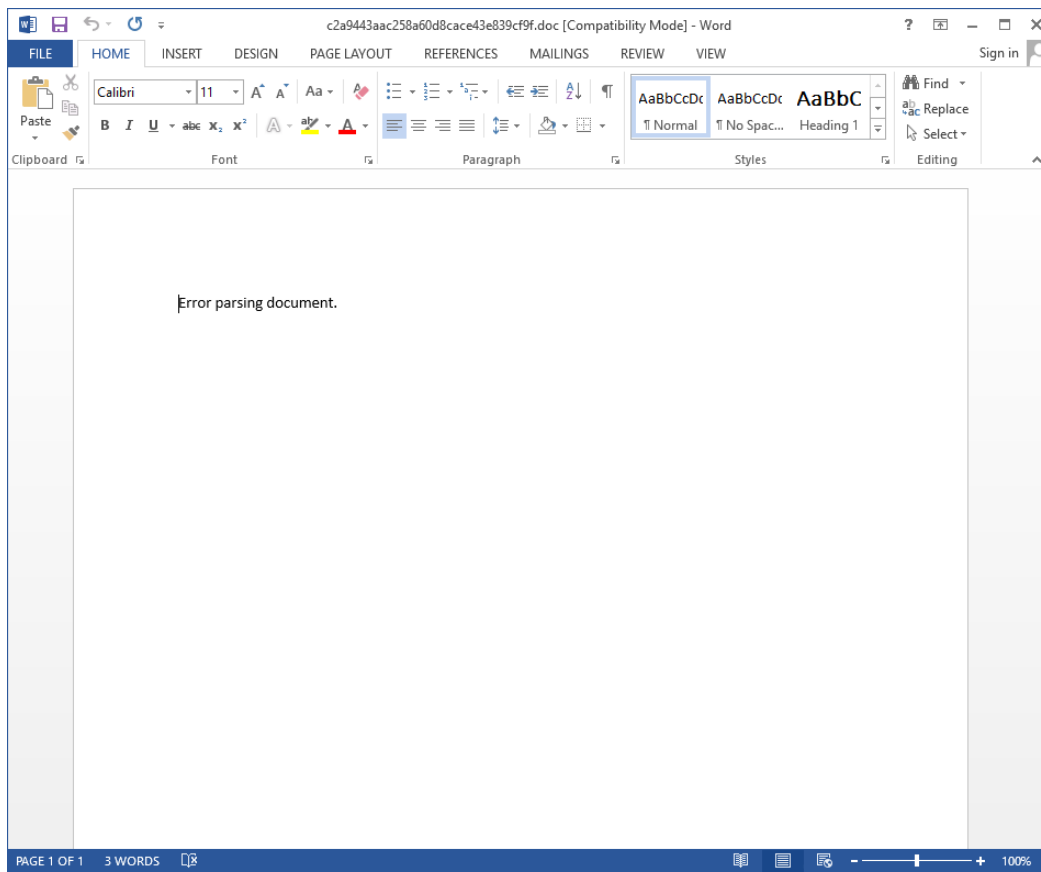 c2a9443aac258a60d8cace43e839cf9f.doc [Compatibility Mode] - Word
FILE HOME INSERT DESIGN PAGE LAYOUT REFERENCES MAILINGS REVIEW VIEW Sign in
Calibri 11 Aa AaBbCcDc AaBbCcDc AaBbC Find
Paste B I U abc X₂ X² A ¶ Normal ¶ No Spac... Heading 1 Replace
Select
Clipboard Font Paragraph Styles Editing
Error parsing document.
PAGE 1 OF 1 3 WORDS 100%